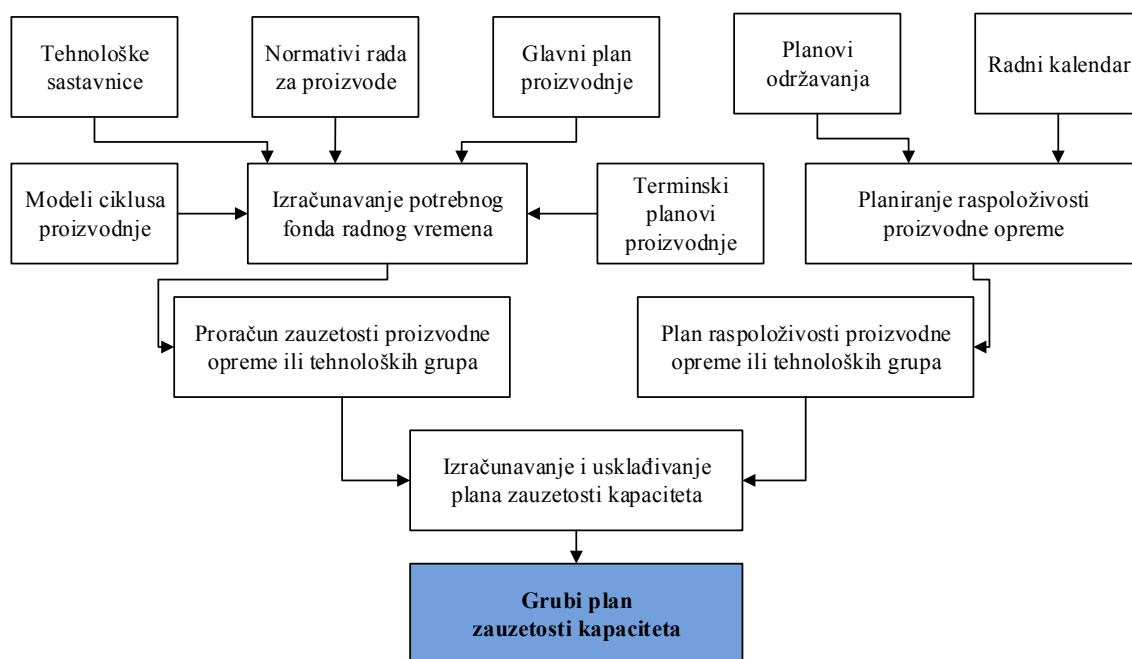 Tehnološke
sastavnice
Normativi rada
za proizvode
Glavni plan
proizvodnje
Planovi
održavanja
Radni kalendar
Modeli ciklusa
proizvodnje
Izračunavanje potrebnog
fonda radnog vremena
Terminski
planovi
proizvodnje
Planiranje raspoloživosti
proizvodne opreme
Proračun zauzetosti proizvodne
opreme ili tehnoloških grupa
Plan raspoloživosti proizvodne
opreme ili tehnoloških grupa
Izračunavanje i usklađivanje
plana zauzetosti kapaciteta
Grubi plan
zauzetosti kapaciteta